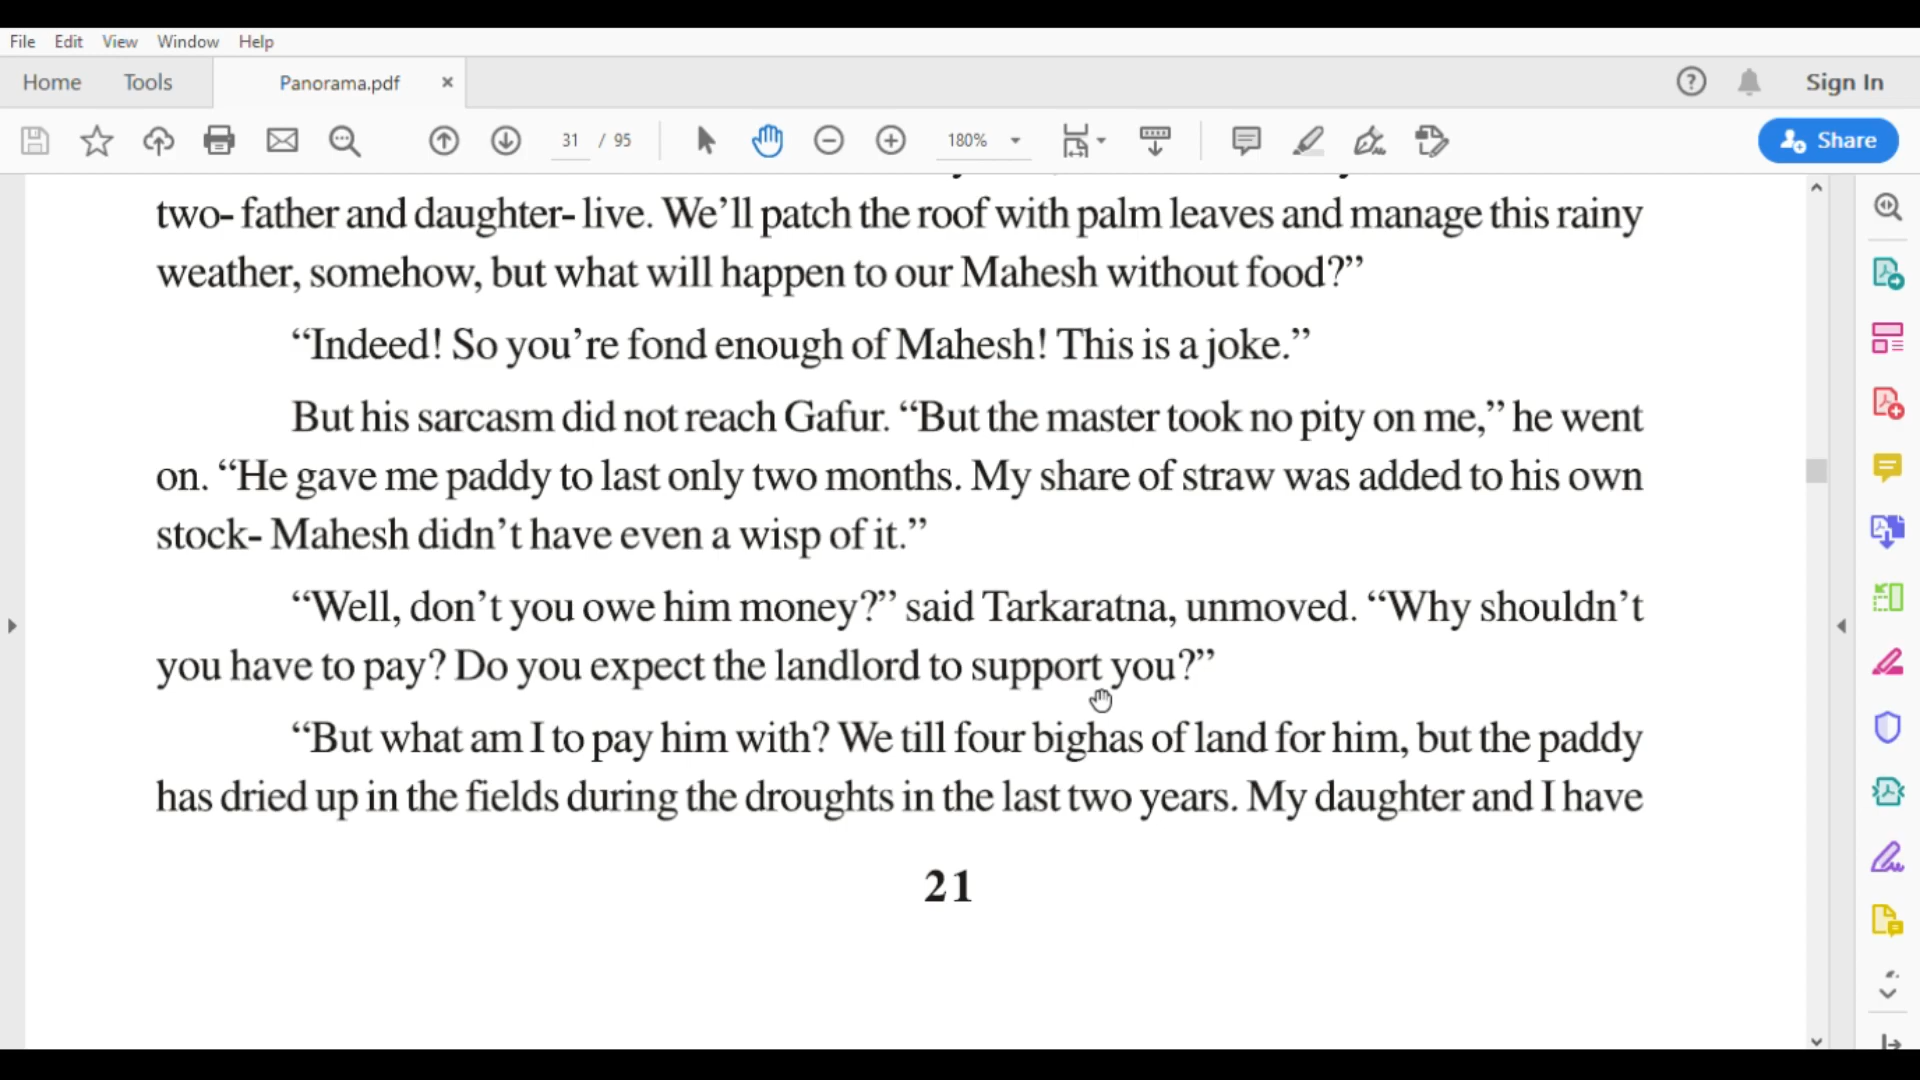 File Edit View Window Help
Home Tools Panorama.pdf × Sign In
31 / 95 180% Share
two- father and daughter- live. We’ll patch the roof with palm leaves and manage this rainy
weather, somehow, but what will happen to our Mahesh without food?”
“Indeed! So you’re fond enough of Mahesh! This is a joke.”
But his sarcasm did not reach Gafur. “But the master took no pity on me,” he went
on. “He gave me paddy to last only two months. My share of straw was added to his own
stock- Mahesh didn’t have even a wisp of it.”
“Well, don’t you owe him money?” said Tarkaratna, unmoved. “Why shouldn’t
you have to pay? Do you expect the landlord to support you?”
“But what am I to pay him with? We till four bighas of land for him, but the paddy
has dried up in the fields during the droughts in the last two years. My daughter and I have
21